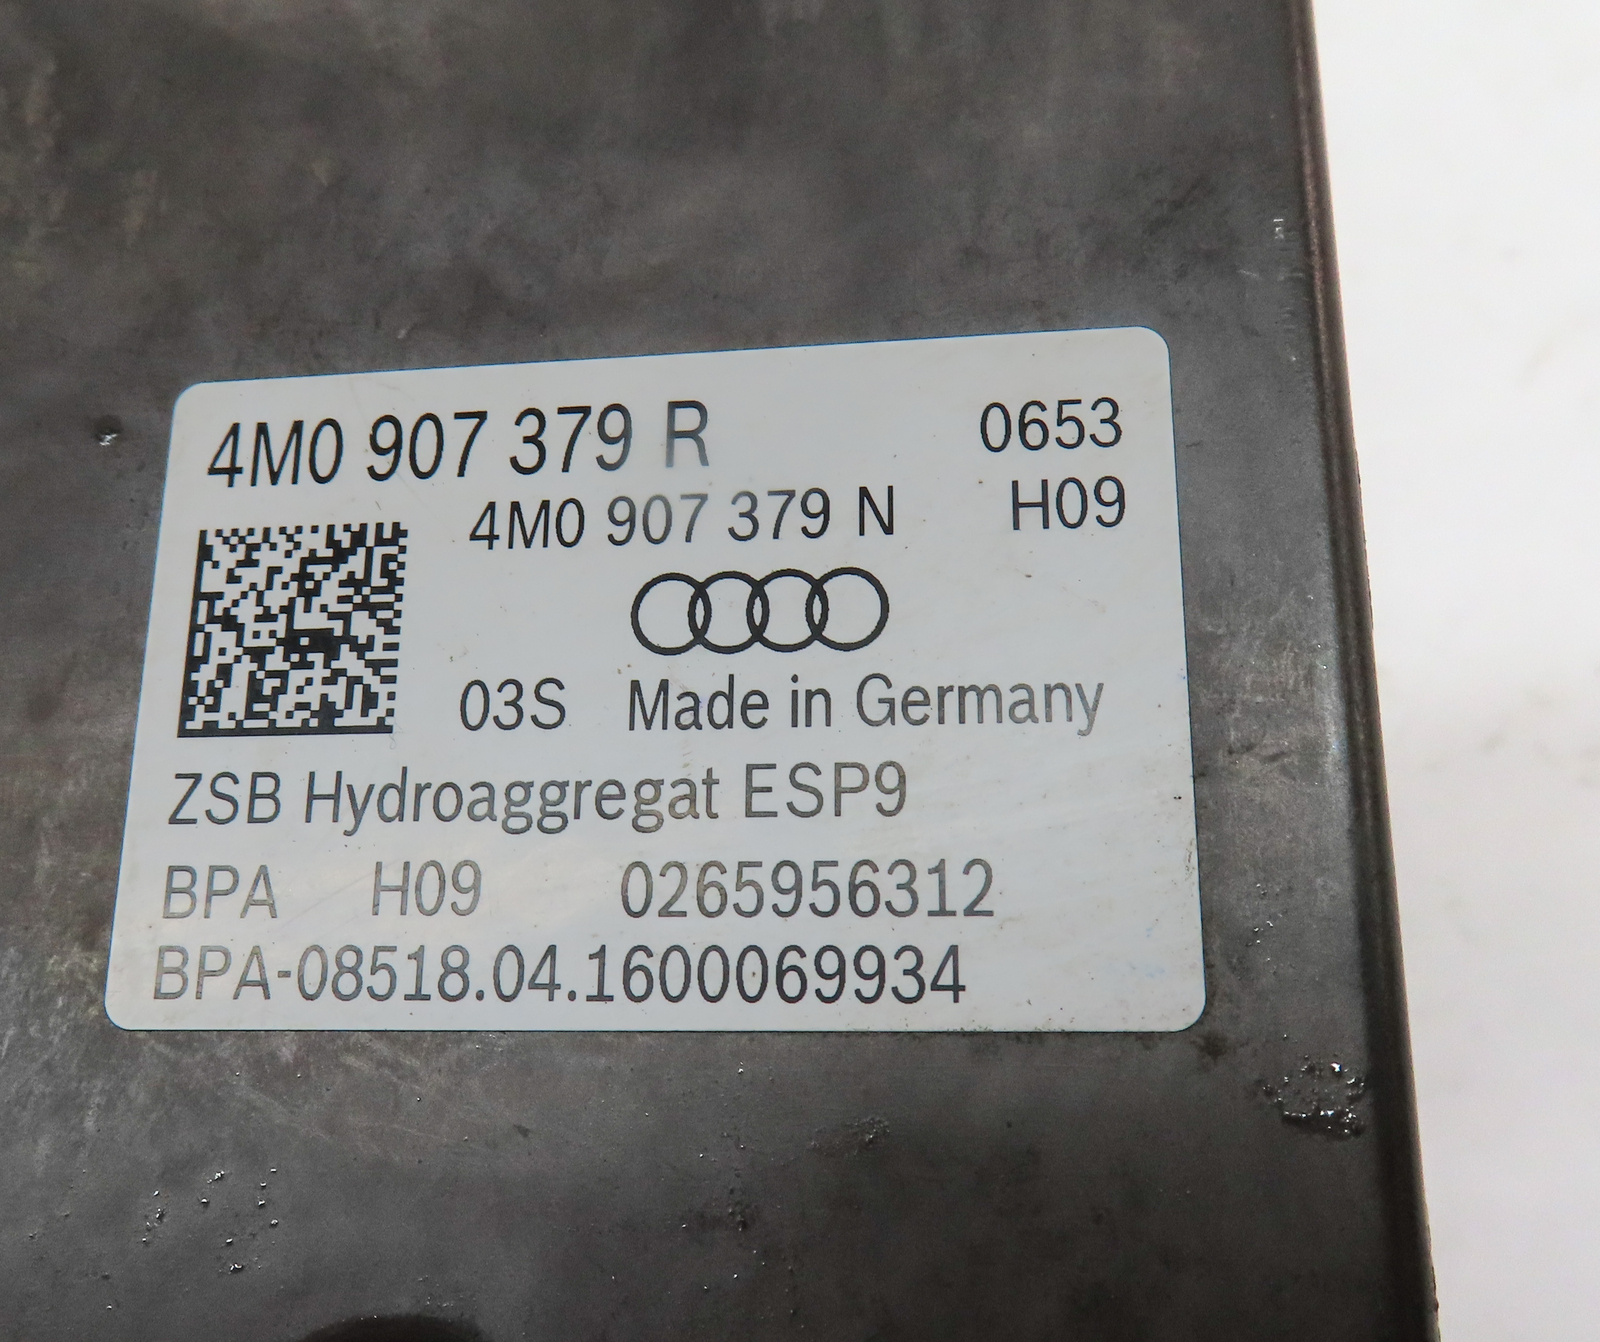 4M0 907 379 R 0653
4M0 907 379 N H09
03S Made in Germany
ZSB Hydroaggregat ESP9
BPA H09 0265956312
BPA-08518.04.1600069934